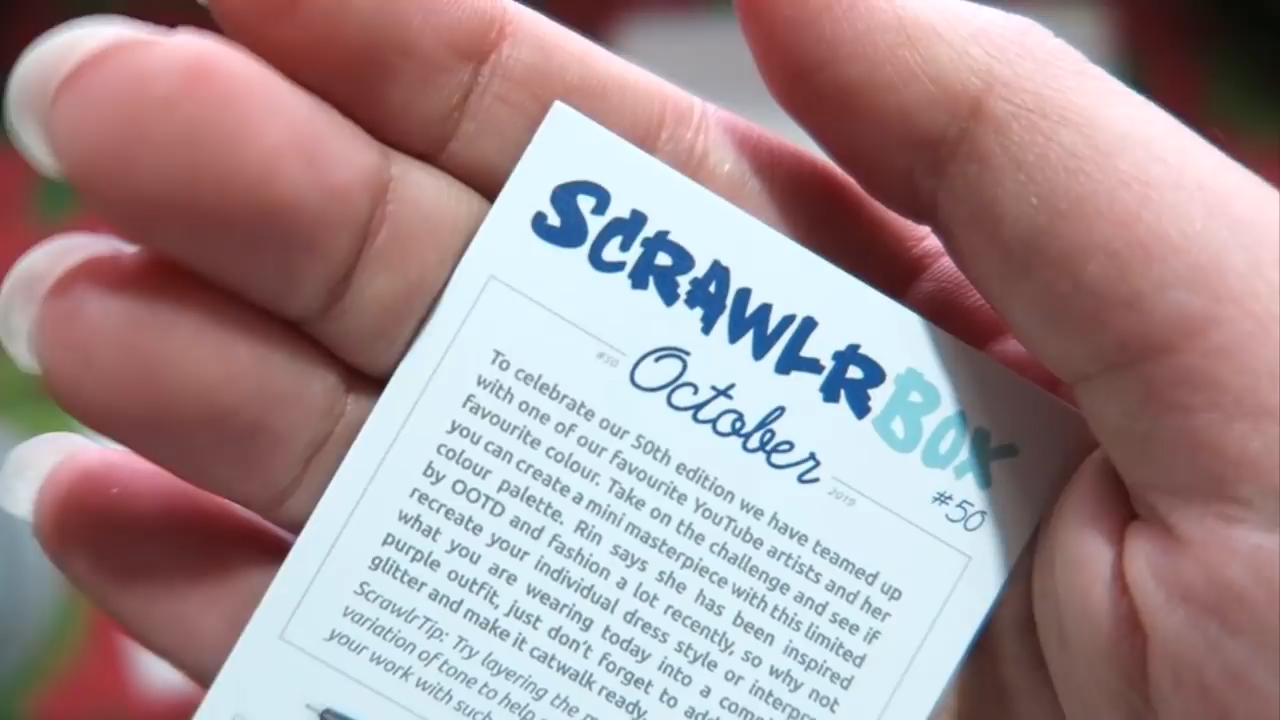 SCRAWLRBOX
#50 October 2019
#50
To celebrate our 50th edition we have teamed up
with one of our favourite YouTube artists and her
favourite colour. Take on the challenge and see if
you can create a mini masterpiece with this limited
colour palette. Rin says she has been inspired
by OOTD and fashion a lot recently, so why not
recreate your individual dress style or interpre
what you are wearing today into a
purple outfit, just don't forget to add
glitter and make it catwalk ready.
ScrawlrTip: Try layering the
variation of tone to help
your work with such